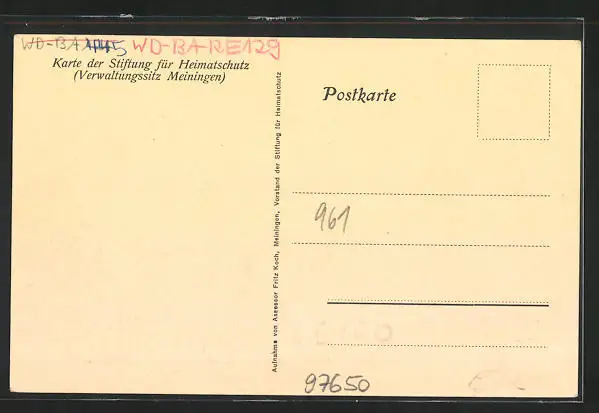 WD-BA WD-BA-RE129
Karte der Stiftung für Heimatschutz
(Verwaltungssitz Meiningen)
Aufnahme von Assessor Fritz Koch, Meiningen, Vorstand der Stiftung für Heimatschutz
Postkarte
961
97650